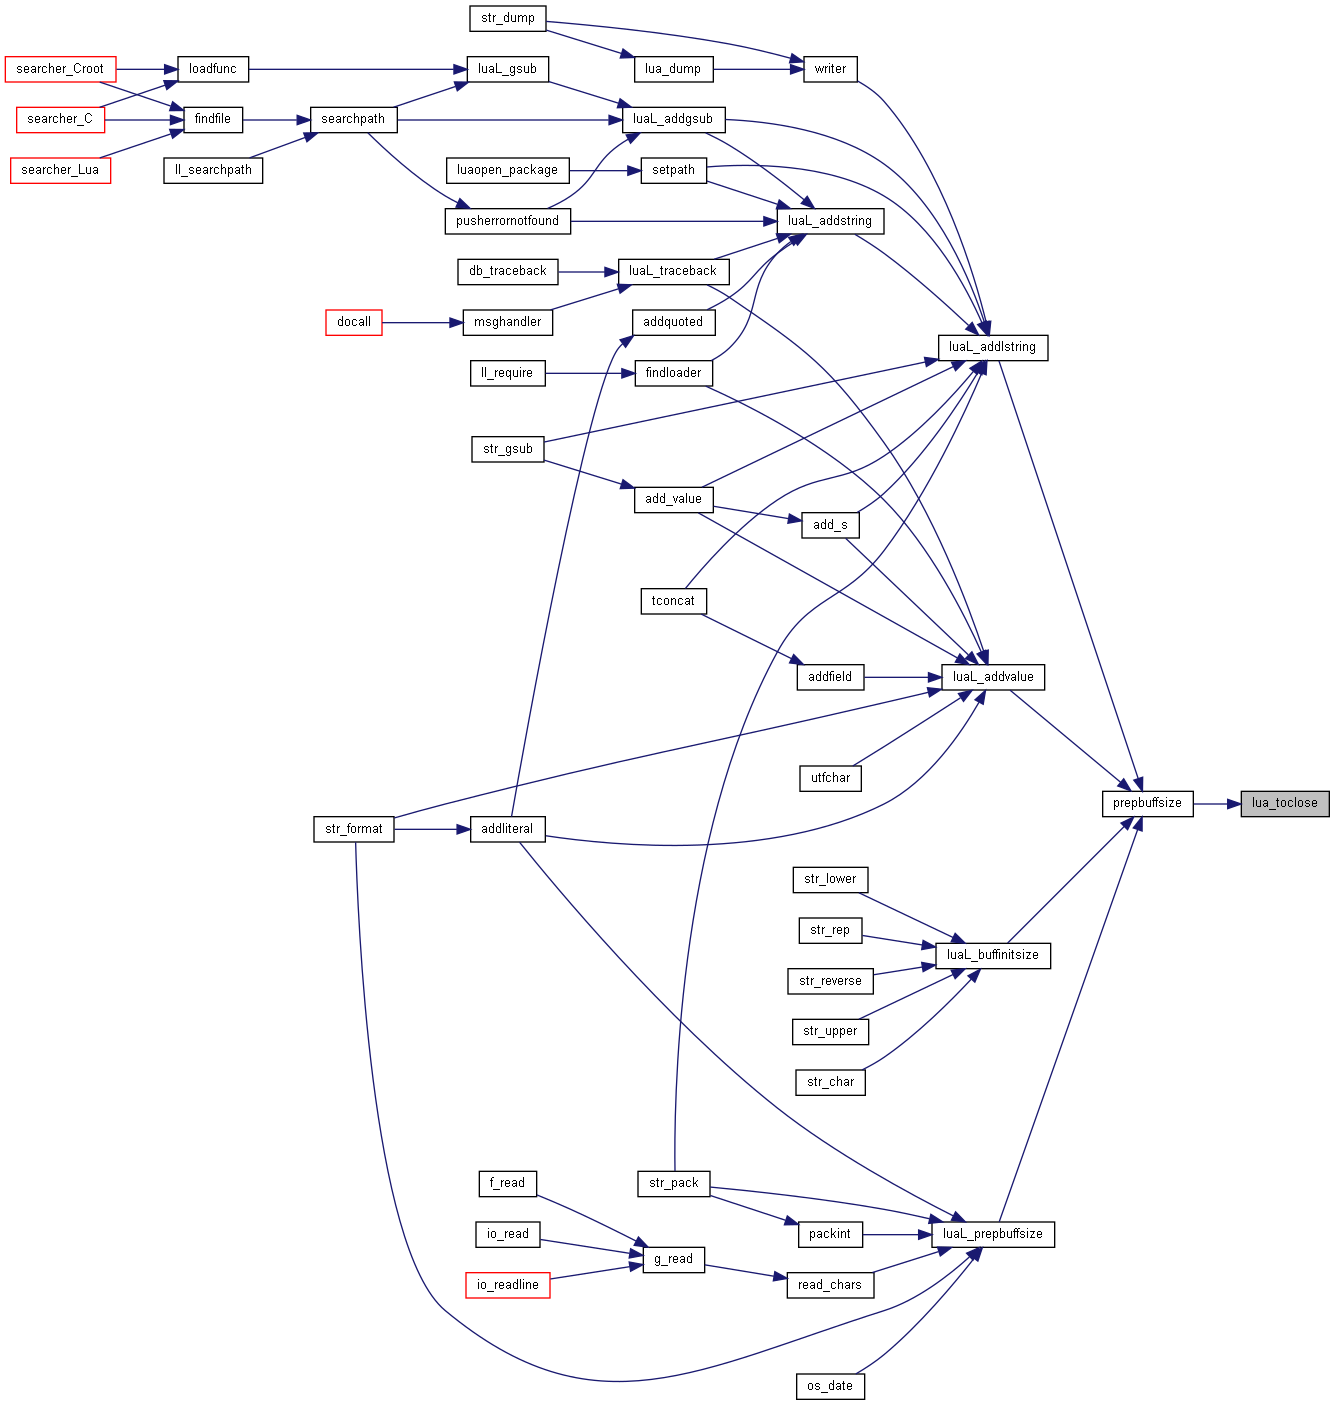 str_dump
searcher_Croot
loadfunc
luaL_gsub
lua_dump
writer
searcher_C
findfile
searchpath
luaL_addgsub
searcher_Lua
ll_searchpath
luaopen_package
setpath
pusherrornotfound
luaL_addstring
db_traceback
luaL_traceback
docall
msghandler
addquoted
luaL_addlstring
ll_require
findloader
str_gsub
add_value
add_s
tconcat
addfield
luaL_addvalue
utfchar
prepbuffsize
lua_toclose
str_format
addliteral
str_lower
str_rep
luaL_buffinitsize
str_reverse
str_upper
str_char
f_read
str_pack
io_read
packint
luaL_prepbuffsize
g_read
io_readline
read_chars
os_date